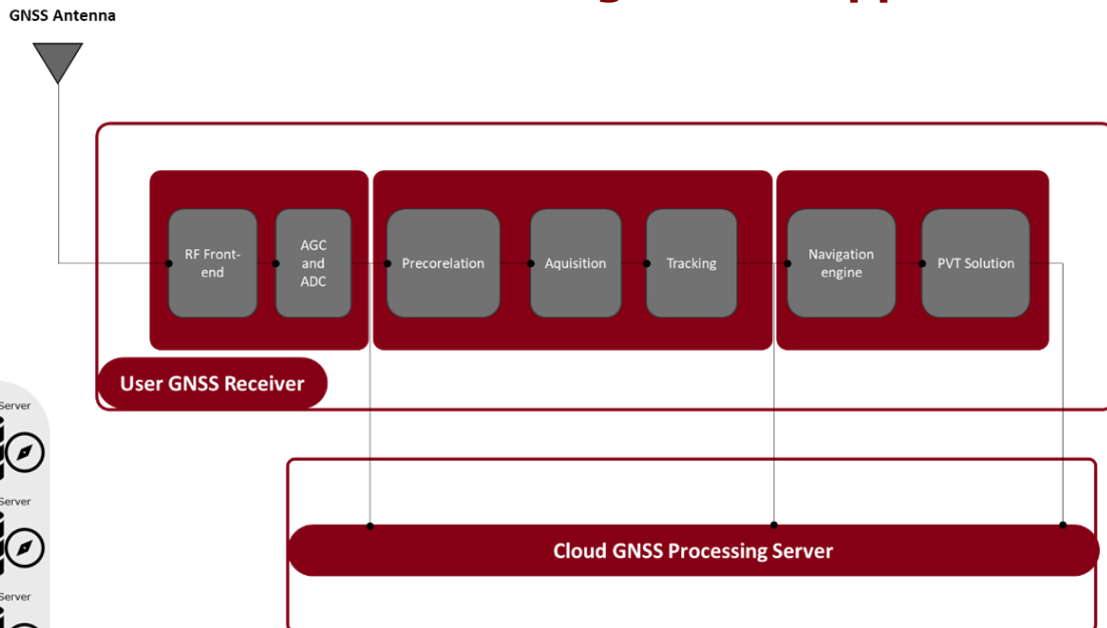 GNSS Antenna
RF Front-
end
AGC
and
ADC
Precorelation
Aquisition
Tracking
Navigation
engine
PVT Solution
User GNSS Receiver
Server
Server
Server
Cloud GNSS Processing Server